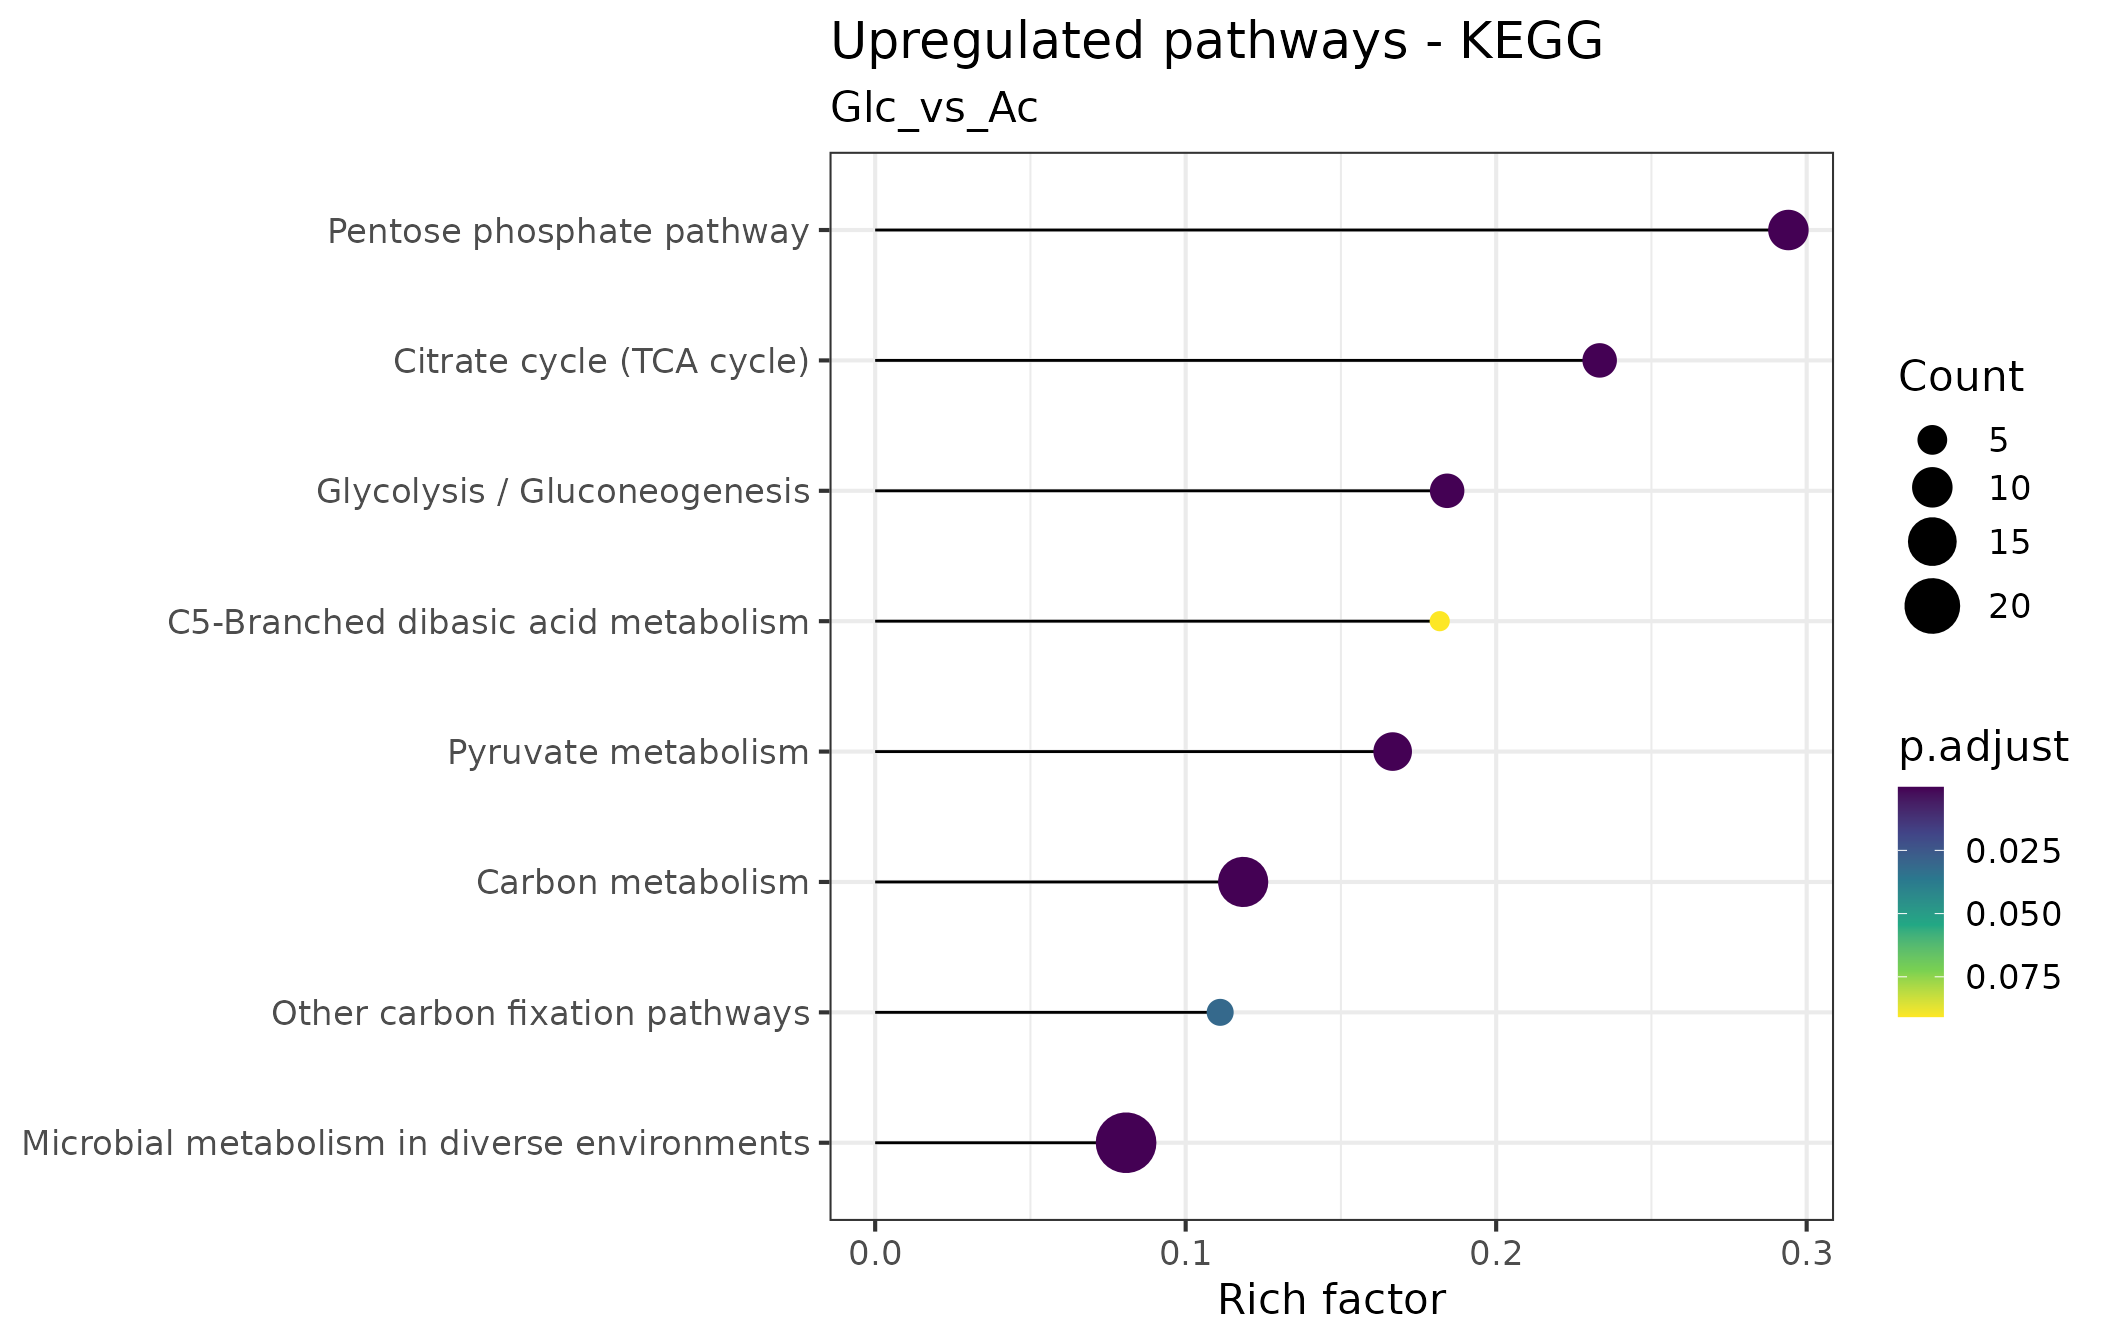 Upregulated pathways - KEGG
Glc_vs_Ac
Pentose phosphate pathway
Citrate cycle (TCA cycle)
Glycolysis / Gluconeogenesis
C5-Branched dibasic acid metabolism
Pyruvate metabolism
Carbon metabolism
Other carbon fixation pathways
Microbial metabolism in diverse environments
0.0 0.1 0.2 0.3
Rich factor
Count
5
10
15
20
p.adjust
0.025
0.050
0.075